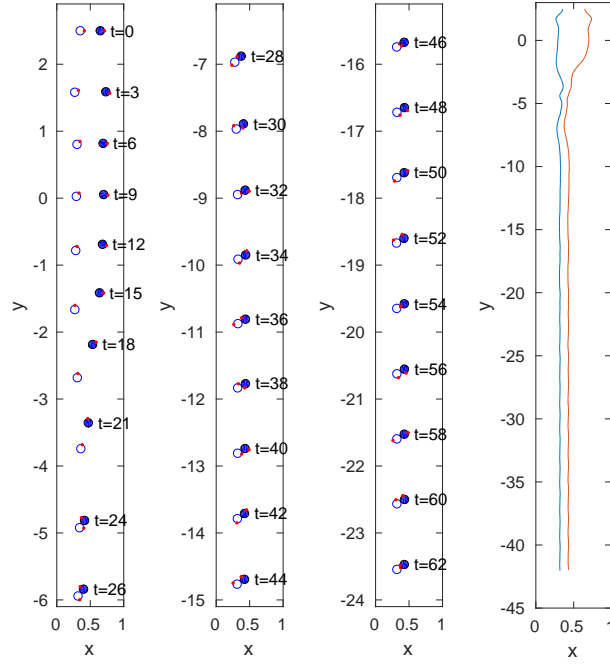 t=0
2
t=3
1
t=6
0 t=9
t=12
-1
t=15
y
-2
t=18
-3
t=21
-4
t=24
-5
t=26
-6
0 0.5 1
x
t=28
-7
t=30
-8
t=32
-9
t=34
-10
y
t=36
-11
t=38
-12
t=40
-13
t=42
-14
t=44
-15
0 0.5 1
x
t=46
-16
t=48
-17
t=50
-18
t=52
-19
y
t=54
-20
t=56
-21
t=58
-22
t=60
-23
t=62
-24
0 0.5 1
x
0
-5
-10
-15
-20
y
-25
-30
-35
-40
-45
0 0.5 1
x